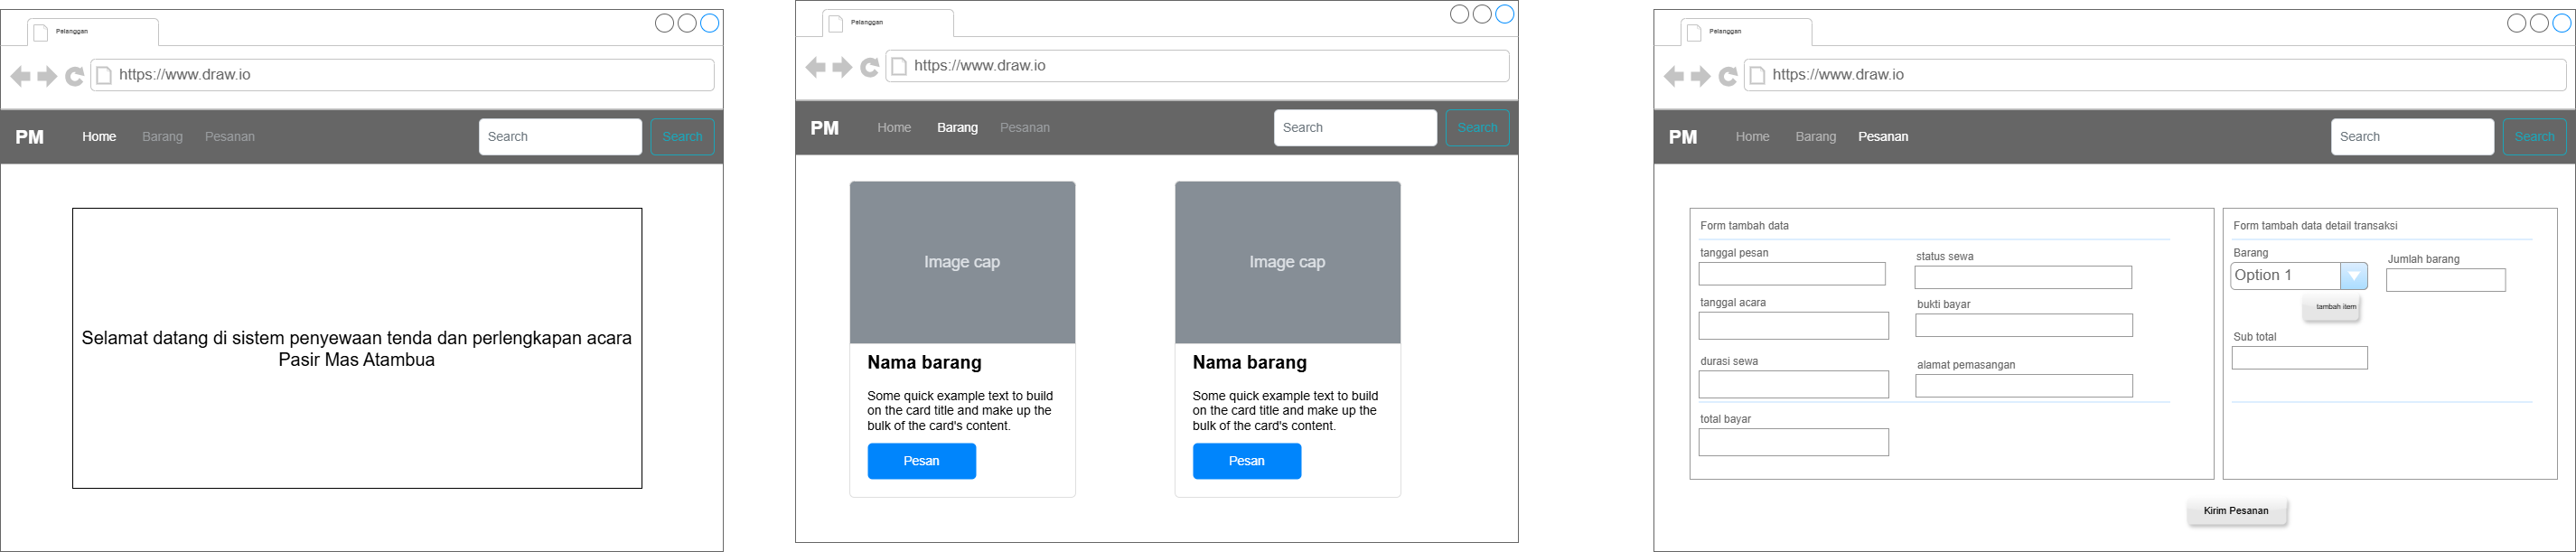 Pelanggan
https://www.draw.io
PM Home Barang Pesanan Search Search
Selamat datang di sistem penyewaan tenda dan perlengkapan acara
Pasir Mas Atambua
Pelanggan
https://www.draw.io
PM Home Barang Pesanan Search Search
Image cap
Nama barang
Some quick example text to build
on the card title and make up the
bulk of the card's content.
Pesan
Image cap
Nama barang
Some quick example text to build
on the card title and make up the
bulk of the card's content.
Pesan
Pelanggan
https://www.draw.io
PM Home Barang Pesanan Search Search
Form tambah data
tanggal pesan
status sewa
tanggal acara
bukti bayar
durasi sewa
alamat pemasangan
total bayar
Form tambah data detail transaksi
Barang
Jumlah barang
Option 1
tambah item
Sub total
Kirim Pesanan